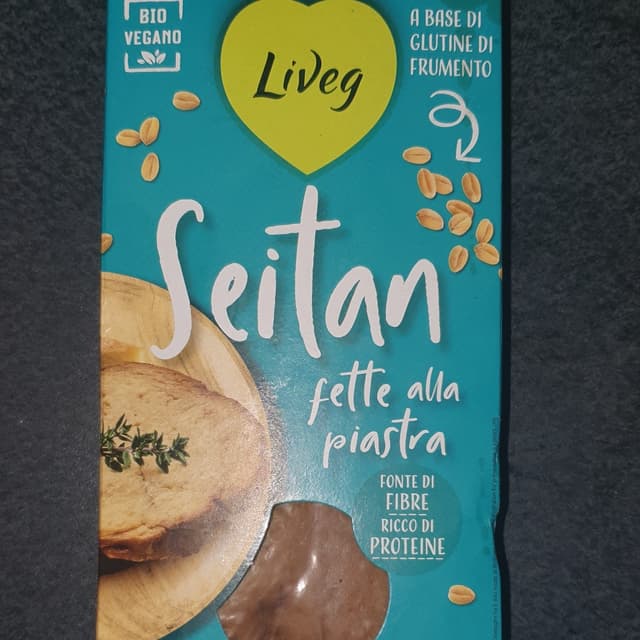 BIO
VEGANO
Liveg
A BASE DI
GLUTINE DI
FRUMENTO
Seitan
fette alla
piastra
FONTE DI
FIBRE
RICCO DI
PROTEINE